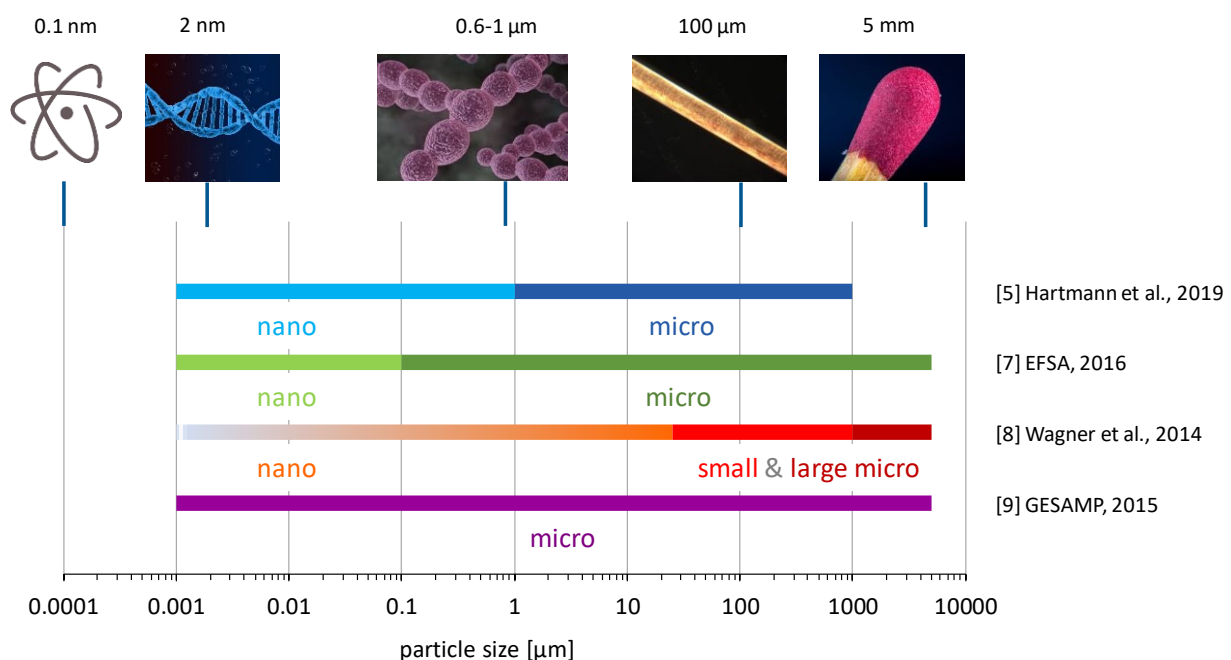 0.1 nm
2 nm
0.6-1 µm
100 µm
5 mm
[5] Hartmann et al., 2019
nano
micro
[7] EFSA, 2016
nano
micro
[8] Wagner et al., 2014
nano
small & large micro
[9] GESAMP, 2015
micro
0.0001
0.001
0.01
0.1
1
10
100
1000
10000
particle size [µm]